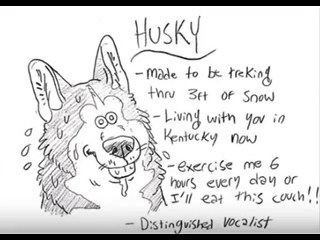 HUSKY
- made to be treking
thru 3ft of snow
- Living with you in
Kentucky now
- exercise me 6
hours every day or
I'll eat this couch!!
- Distinguished vocalist